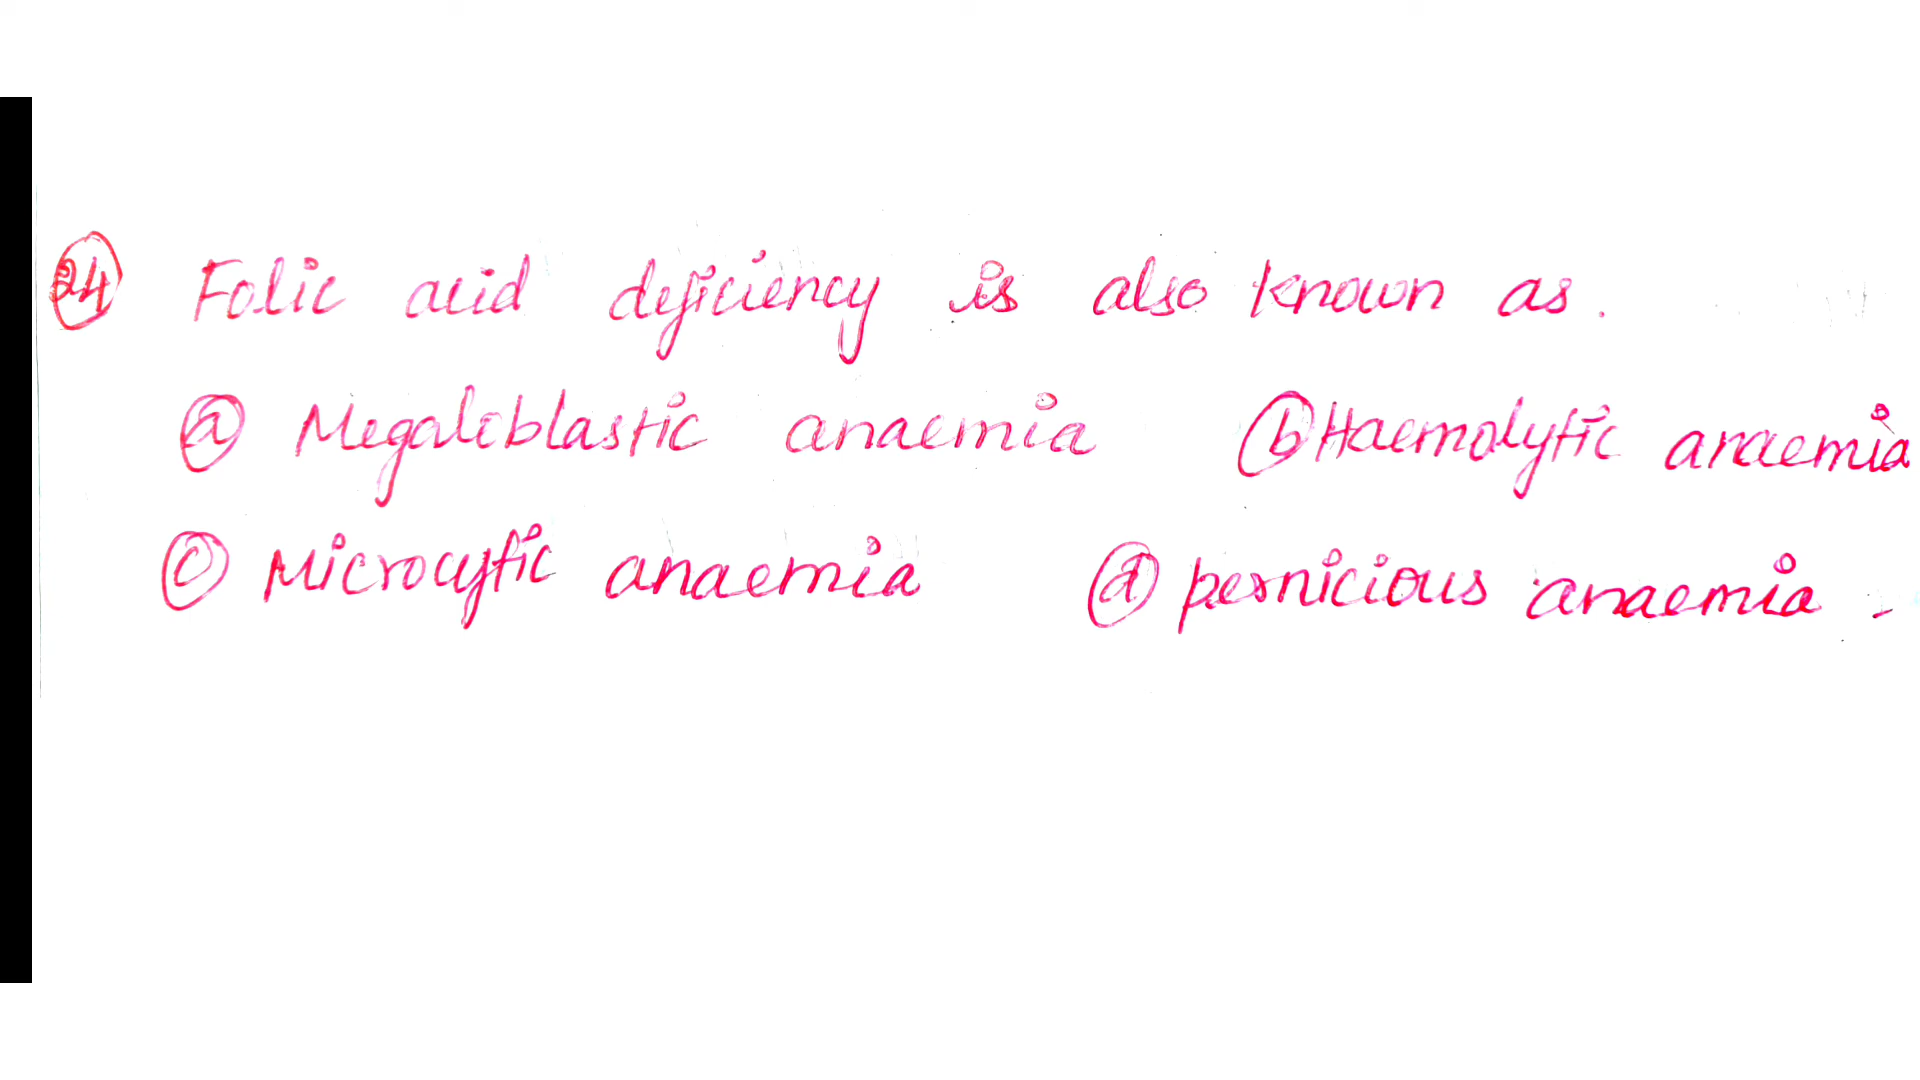 24 Folic acid deficiency is also known as.
a Megaloblastic anaemia b Haemolytic anaemia
c Microcytic anaemia d pernicious anaemia.